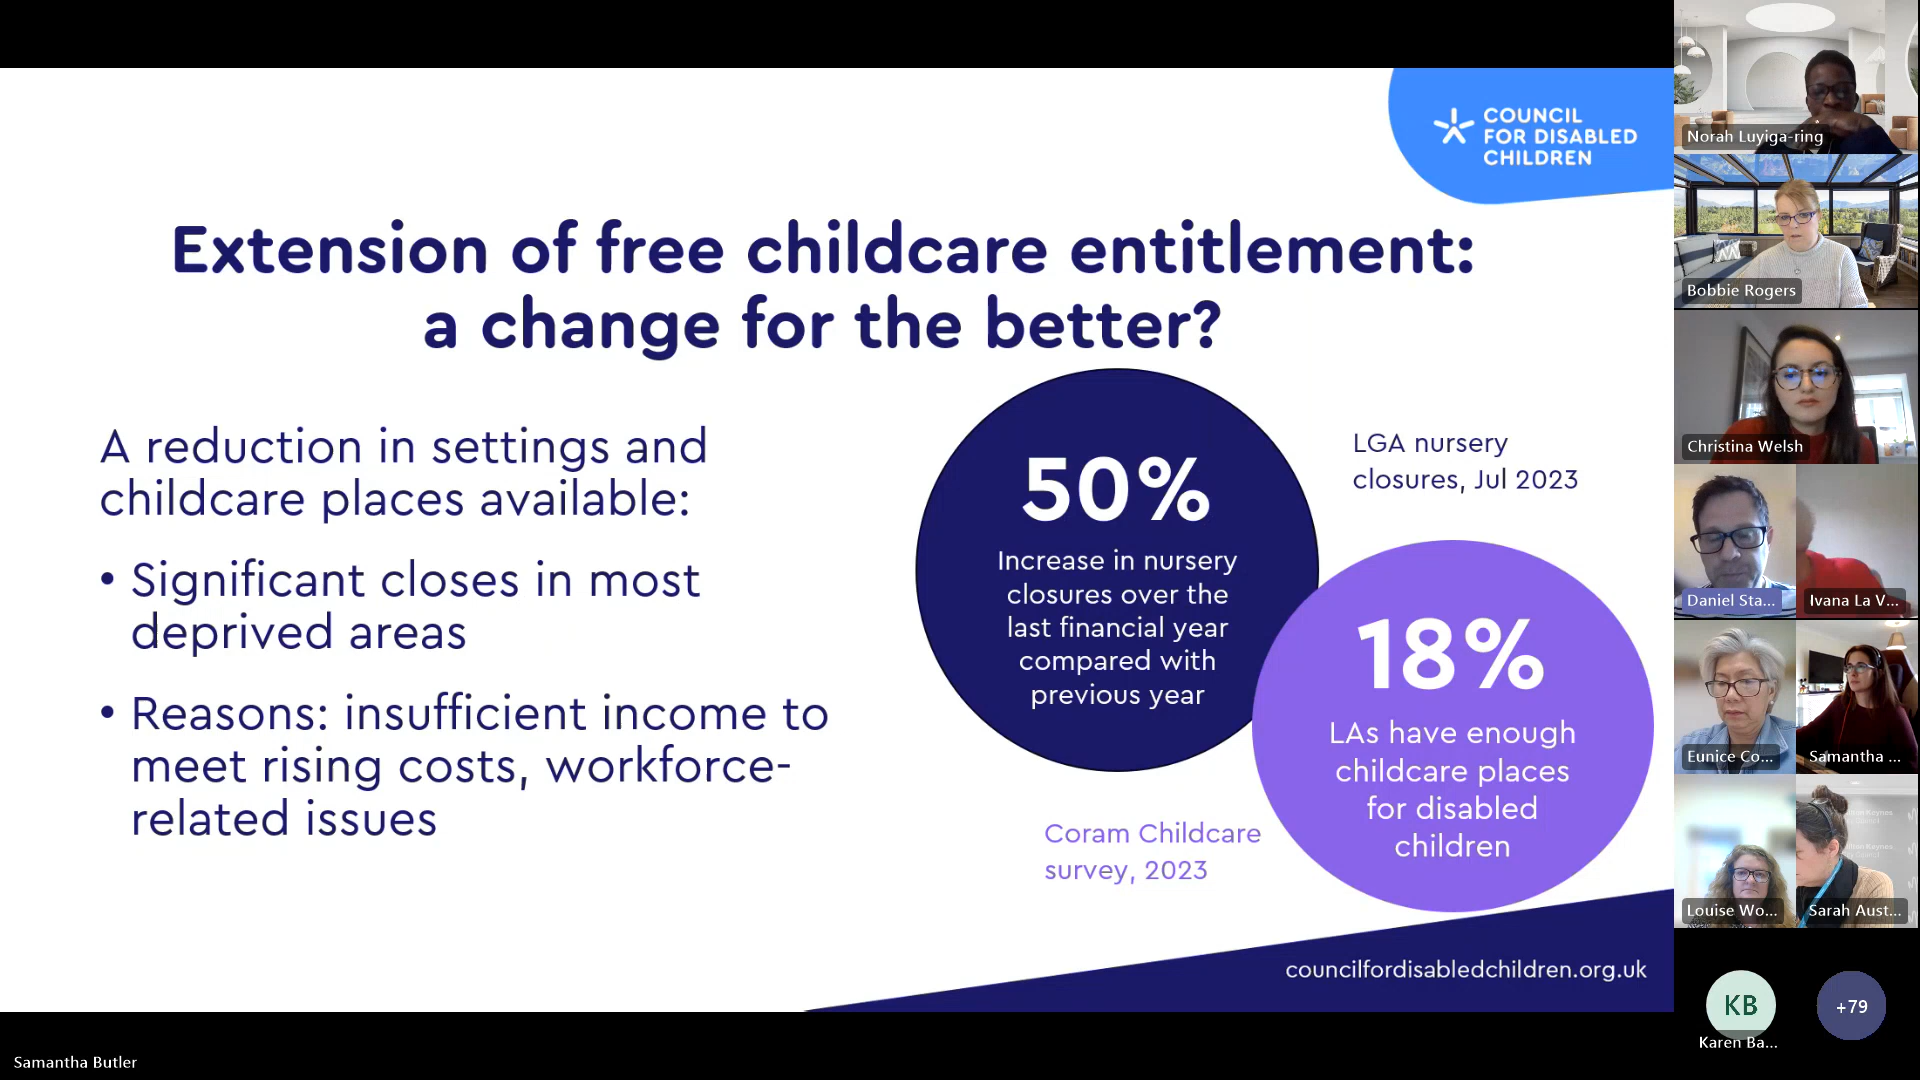 COUNCIL
FOR DISABLED
CHILDREN
Extension of free childcare entitlement:
a change for the better?
A reduction in settings and
childcare places available:
• Significant closes in most
deprived areas
• Reasons: insufficient income to
meet rising costs, workforce-
related issues
50%
Increase in nursery
closures over the
last financial year
compared with
previous year
LGA nursery
closures, Jul 2023
18%
LAs have enough
childcare places
for disabled
children
Coram Childcare
survey, 2023
councilfordisabledchildren.org.uk
Samantha Butler
Norah Luyiga-ring
Bobbie Rogers
Christina Welsh
Daniel Sta...
Ivana La V...
Eunice Co...
Samantha ...
Louise Wo...
Sarah Aust...
KB
Karen Ba...
+79